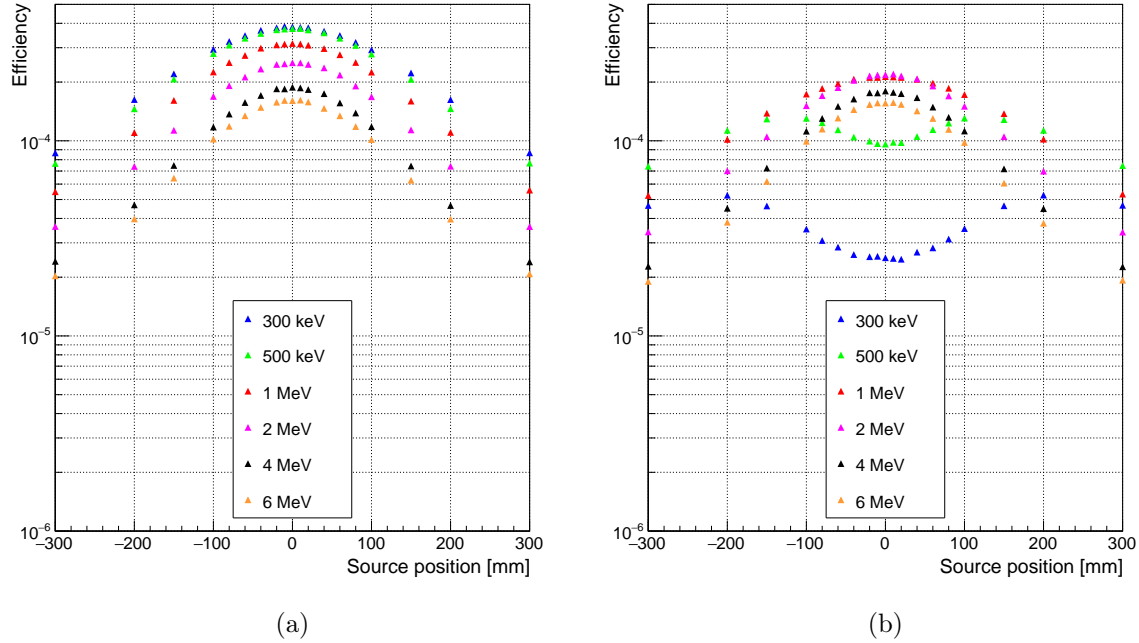 Efficiency
10⁻⁴
10⁻⁵
10⁻⁶
300 keV
500 keV
1 MeV
2 MeV
4 MeV
6 MeV
−300 −200 −100 0 100 200 300
Source position [mm]
(a)
Efficiency
10⁻⁴
10⁻⁵
10⁻⁶
300 keV
500 keV
1 MeV
2 MeV
4 MeV
6 MeV
−300 −200 −100 0 100 200 300
Source position [mm]
(b)